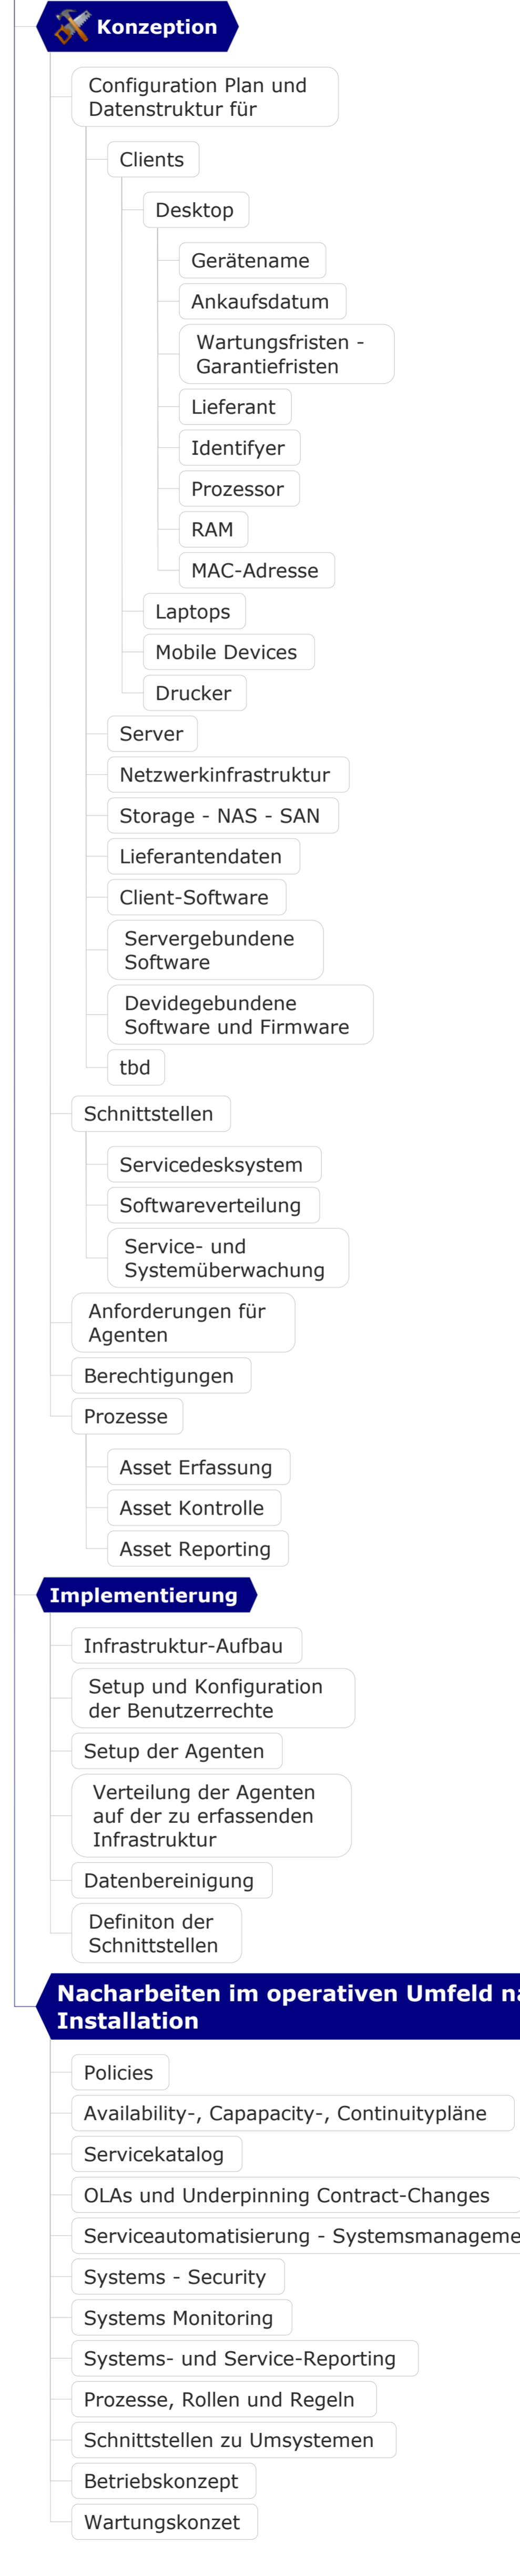 Konzeption
Configuration Plan und
Datenstruktur für
Clients
Desktop
Gerätename
Ankaufsdatum
Wartungsfristen -
Garantiefristen
Lieferant
Identifyer
Prozessor
RAM
MAC-Adresse
Laptops
Mobile Devices
Drucker
Server
Netzwerkinfrastruktur
Storage - NAS - SAN
Lieferantendaten
Client-Software
Servergebundene
Software
Devidegebundene
Software und Firmware
tbd
Schnittstellen
Servicedesksystem
Softwareverteilung
Service- und
Systemüberwachung
Anforderungen für
Agenten
Berechtigungen
Prozesse
Asset Erfassung
Asset Kontrolle
Asset Reporting
Implementierung
Infrastruktur-Aufbau
Setup und Konfiguration
der Benutzerrechte
Setup der Agenten
Verteilung der Agenten
auf der zu erfassenden
Infrastruktur
Datenbereinigung
Definiton der
Schnittstellen
Nacharbeiten im operativen Umfeld
Installation
Policies
Availability-, Capapacity-, Continuitypläne
Servicekatalog
OLAs und Underpinning Contract-Changes
Serviceautomatisierung -
Systems - Security
Systems Monitoring
Systems- und Service-Reporting
Prozesse, Rollen und Regeln
Schnittstellen zu Umsystemen
Betriebskonzept
Wartungskonzet